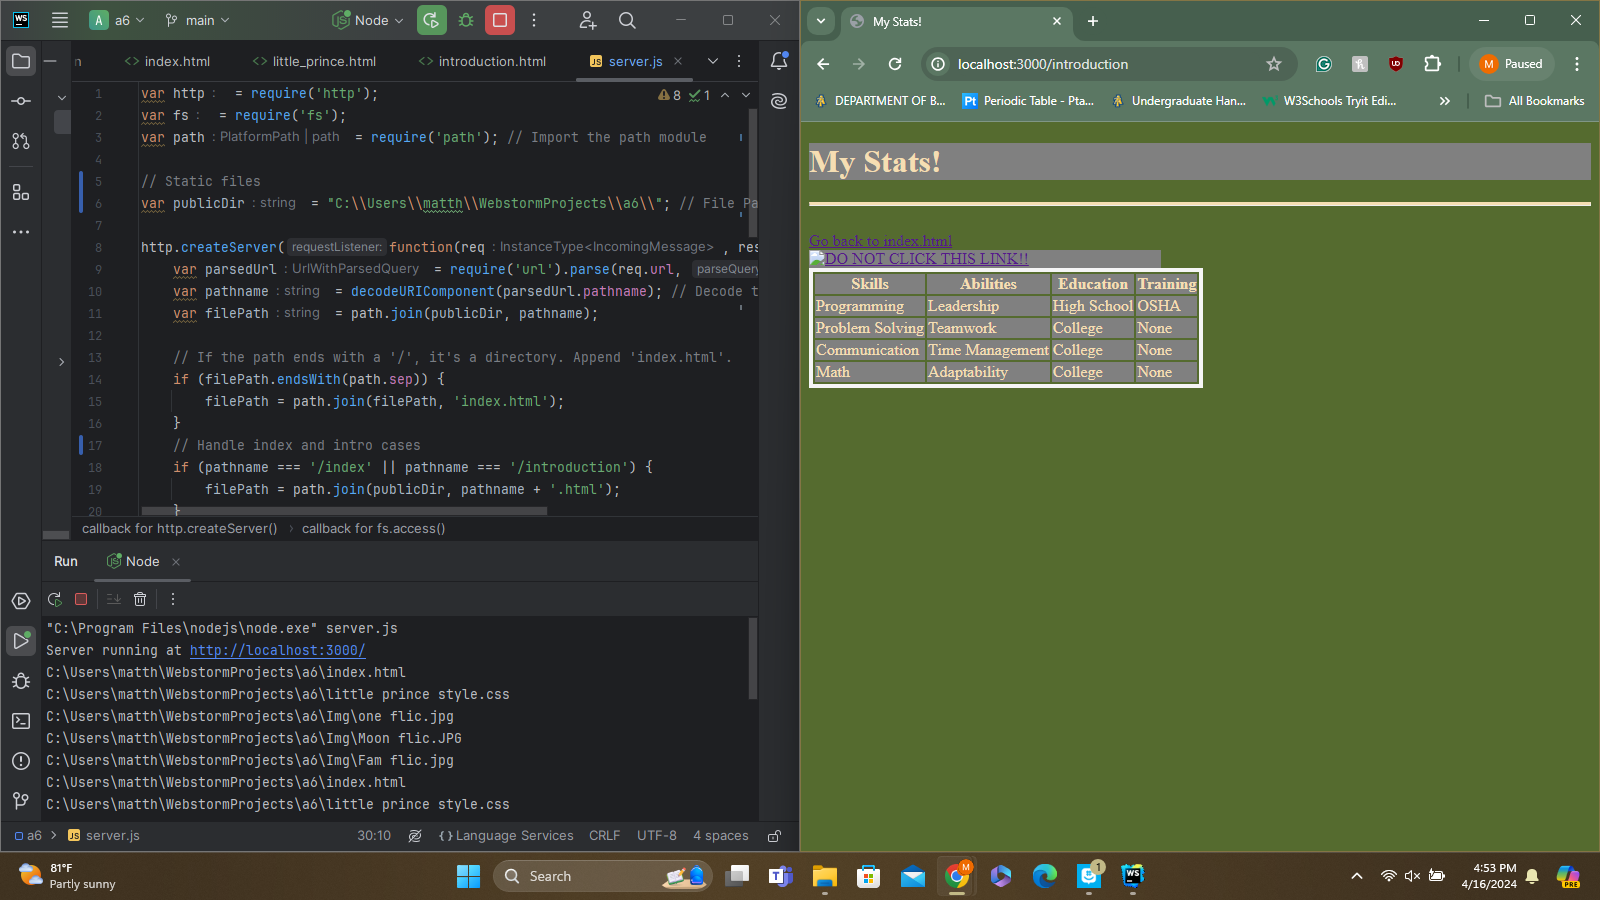 WS
A a6
main
Node
n
index.html
little_prince.html
introduction.html
JS server.js
8 1
1 var http : = require('http');
2 var fs : = require('fs');
3 var path : PlatformPath | path = require('path'); // Import the path module
4
5 // Static files
6 var publicDir : string = "C:\\Users\\matth\\WebstormProjects\\a6\\"; // File Pa
7
8 http.createServer( requestListener: function(req : InstanceType<IncomingMessage> , res
9 var parsedUrl : UrlWithParsedQuery = require('url').parse(req.url, parseQuery
10 var pathname : string = decodeURIComponent(parsedUrl.pathname); // Decode t
11 var filePath : string = path.join(publicDir, pathname);
12
13 // If the path ends with a '/', it's a directory. Append 'index.html'.
14 if (filePath.endsWith(path.sep)) {
15 filePath = path.join(filePath, 'index.html');
16 }
17 // Handle index and intro cases
18 if (pathname === '/index' || pathname === '/introduction') {
19 filePath = path.join(publicDir, pathname + '.html');
20 }
callback for http.createServer() › callback for fs.access()
Run
Node
"C:\Program Files\nodejs\node.exe" server.js
Server running at http://localhost:3000/
C:\Users\matth\WebstormProjects\a6\index.html
C:\Users\matth\WebstormProjects\a6\little prince style.css
C:\Users\matth\WebstormProjects\a6\Img\one flic.jpg
C:\Users\matth\WebstormProjects\a6\Img\Moon flic.JPG
C:\Users\matth\WebstormProjects\a6\Img\Fam flic.jpg
C:\Users\matth\WebstormProjects\a6\index.html
C:\Users\matth\WebstormProjects\a6\little prince style.css
a6 › JS server.js
30:10 {} Language Services CRLF UTF-8 4 spaces
My Stats!
localhost:3000/introduction
M Paused
DEPARTMENT OF B...
Pt Periodic Table - Pta...
Undergraduate Han...
W3Schools Tryit Edi...
» All Bookmarks
My Stats!
Go back to index.html
DO NOT CLICK THIS LINK!!
Skills Abilities Education Training
Programming Leadership High School OSHA
Problem Solving Teamwork College None
Communication Time Management College None
Math Adaptability College None
81°F
Partly sunny
Search
M
1
WS
4:53 PM
4/16/2024
PRE